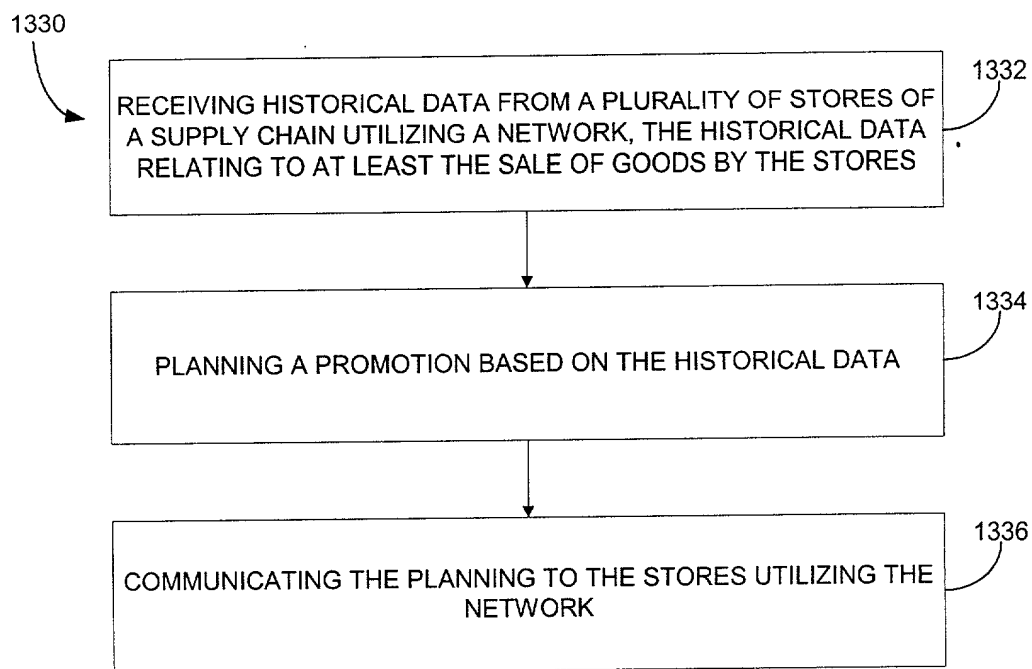 1330
1332
RECEIVING HISTORICAL DATA FROM A PLURALITY OF STORES OF
A SUPPLY CHAIN UTILIZING A NETWORK, THE HISTORICAL DATA
RELATING TO AT LEAST THE SALE OF GOODS BY THE STORES
1334
PLANNING A PROMOTION BASED ON THE HISTORICAL DATA
1336
COMMUNICATING THE PLANNING TO THE STORES UTILIZING THE
NETWORK